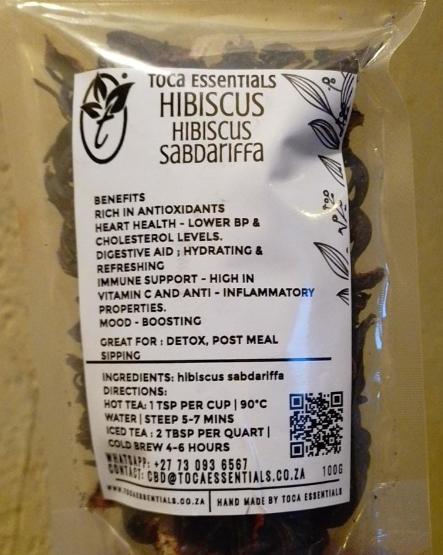 TOCA ESSENTIALS
HIBISCUS
HIBISCUS
SABDARIFFA
BENEFITS
RICH IN ANTIOXIDANTS
HEART HEALTH - LOWER BP &
CHOLESTEROL LEVELS.
DIGESTIVE AID ; HYDRATING &
REFRESHING
IMMUNE SUPPORT - HIGH IN
VITAMIN C AND ANTI - INFLAMMATORY
PROPERTIES.
MOOD - BOOSTING
GREAT FOR : DETOX, POST MEAL
SIPPING
INGREDIENTS: hibiscus sabdariffa
DIRECTIONS:
HOT TEA: 1 TSP PER CUP | 90°C
WATER | STEEP 5-7 MINS
ICED TEA : 2 TBSP PER QUART |
COLD BREW 4-6 HOURS
WHATSAPP: +27 73 093 6567
CONTACT: CBD@TOCAESSENTIALS.CO.ZA 100G
WWW.TOCAESSENTIALS.CO.ZA | HAND MADE BY TOCA ESSENTIALS